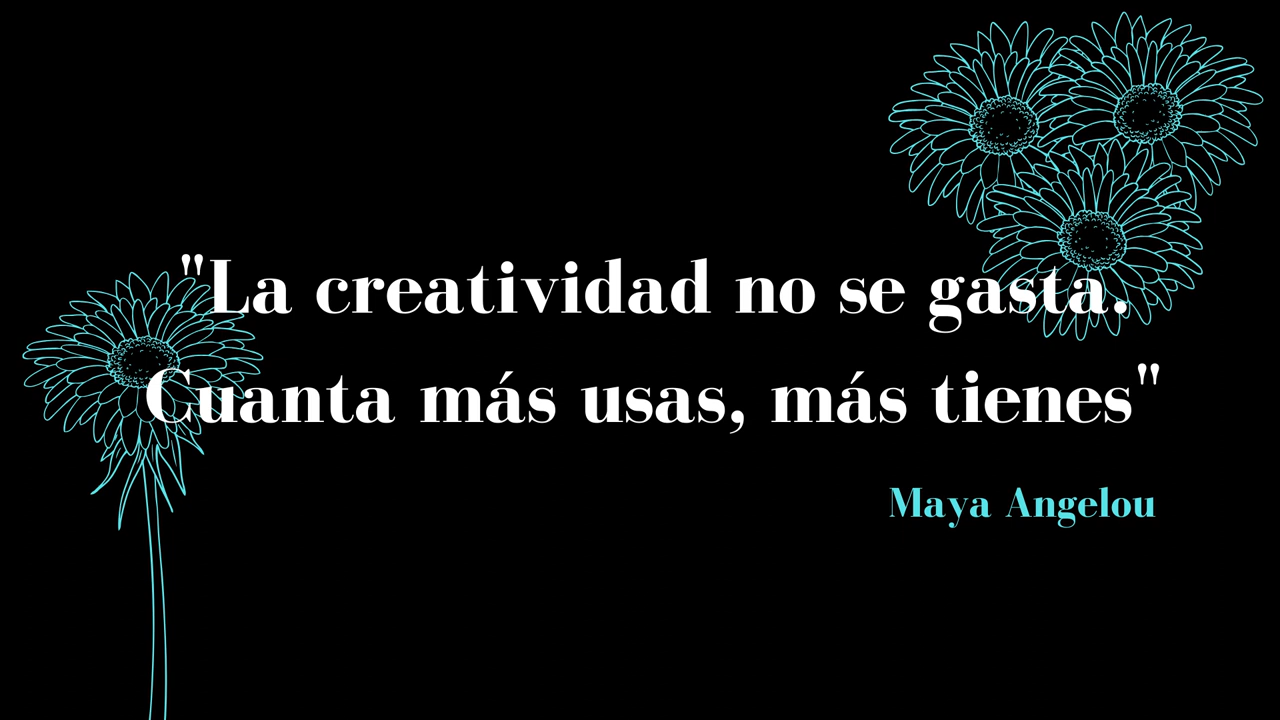 "La creatividad no se gasta.
Cuanta más usas, más tienes"
Maya Angelou